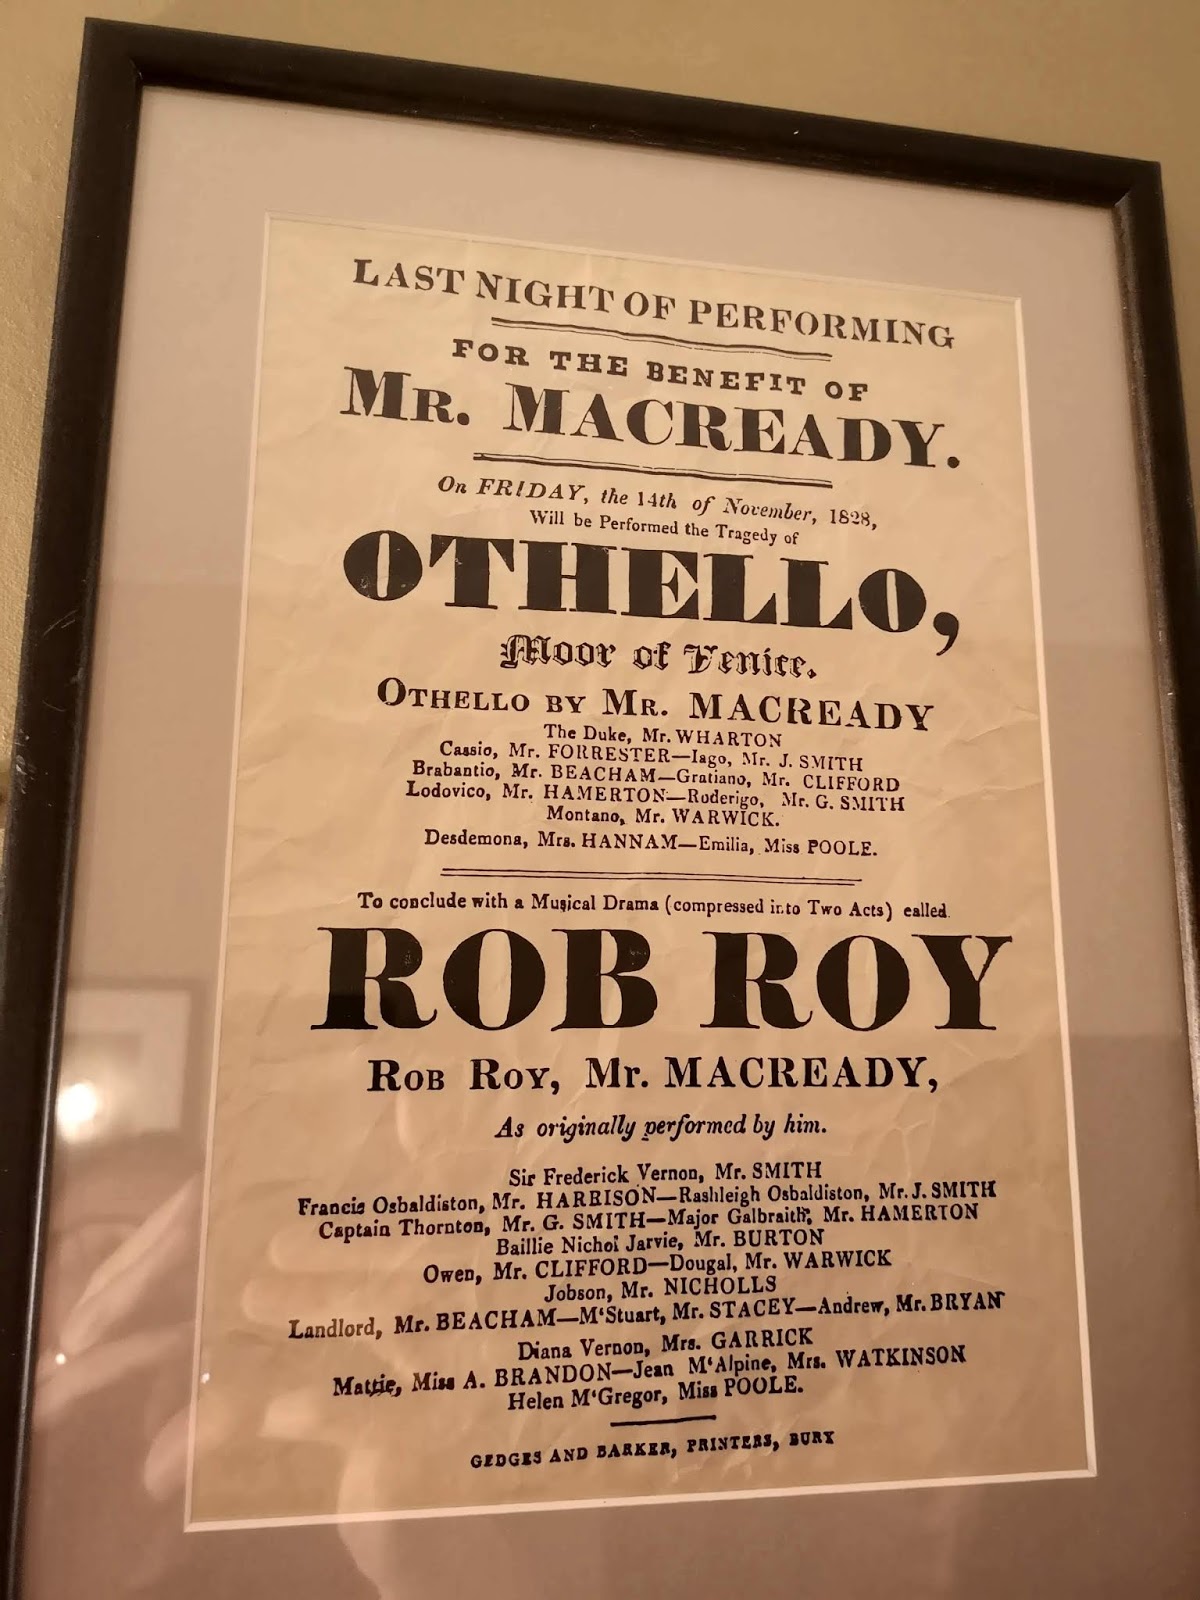 LAST NIGHT OF PERFORMING
FOR THE BENEFIT OF
MR. MACREADY.
On FRIDAY, the 14th of November, 1828,
Will be Performed the Tragedy of
OTHELLO,
Moor of Venice.
OTHELLO BY MR. MACREADY
The Duke, Mr. WHARTON
Cassio, Mr. FORRESTER—Iago, Mr. J. SMITH
Brabantio, Mr. BEACHAM—Gratiano, Mr. CLIFFORD
Lodovico, Mr. HAMERTON—Roderigo, Mr. G. SMITH
Montano, Mr. WARWICK.
Desdemona, Mrs. HANNAM—Emilia, Miss POOLE.
To conclude with a Musical Drama (compressed into Two Acts) called
ROB ROY
ROB ROY, Mr. MACREADY,
As originally performed by him.
Sir Frederick Vernon, Mr. SMITH
Francis Osbaldiston, Mr. HARRISON—Rashleigh Osbaldiston, Mr. J. SMITH
Captain Thornton, Mr. G. SMITH—Major Galbraith, Mr. HAMERTON
Baillie Nichol Jarvie, Mr. BURTON
Owen, Mr. CLIFFORD—Dougal, Mr. WARWICK
Jobson, Mr. NICHOLLS
Landlord, Mr. BEACHAM—M'Stuart, Mr. STACEY—Andrew, Mr. BRYAN
Diana Vernon, Mrs. GARRICK
Mattie, Miss A. BRANDON—Jean M'Alpine, Mrs. WATKINSON
Helen M'Gregor, Miss POOLE.
GEDGES AND BARKER, PRINTERS, BURY